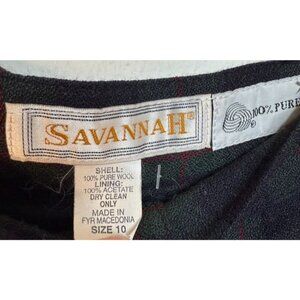 SAVANNAH®
100% PURE
SHELL:
100% PURE WOOL
LINING:
100% ACETATE
DRY CLEAN
ONLY
MADE IN
FYR MACEDONIA
SIZE 10